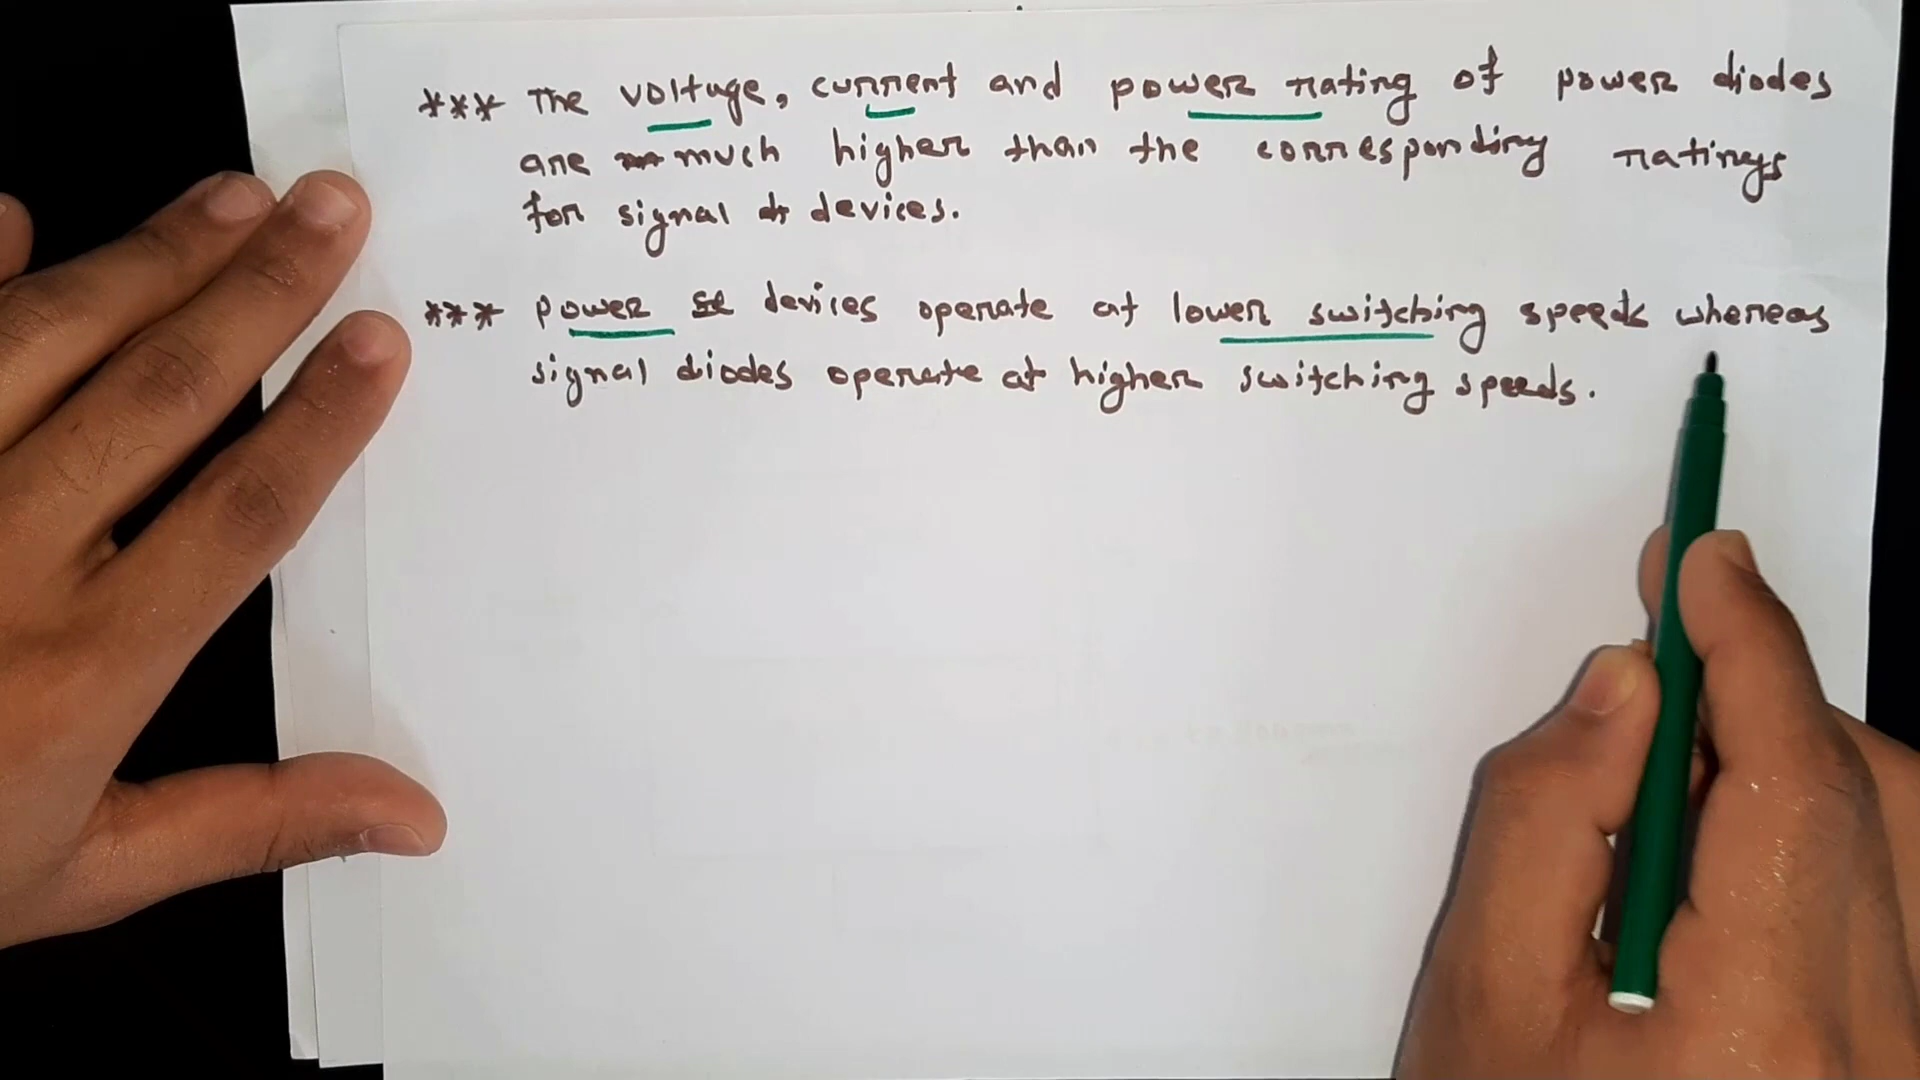 *** The voltage, current and power rating of power diodes
are much higher than the corresponding ratings
for signal devices.
*** Power devices operate at lower switching speeds whereas
signal diodes operate at higher switching speeds.